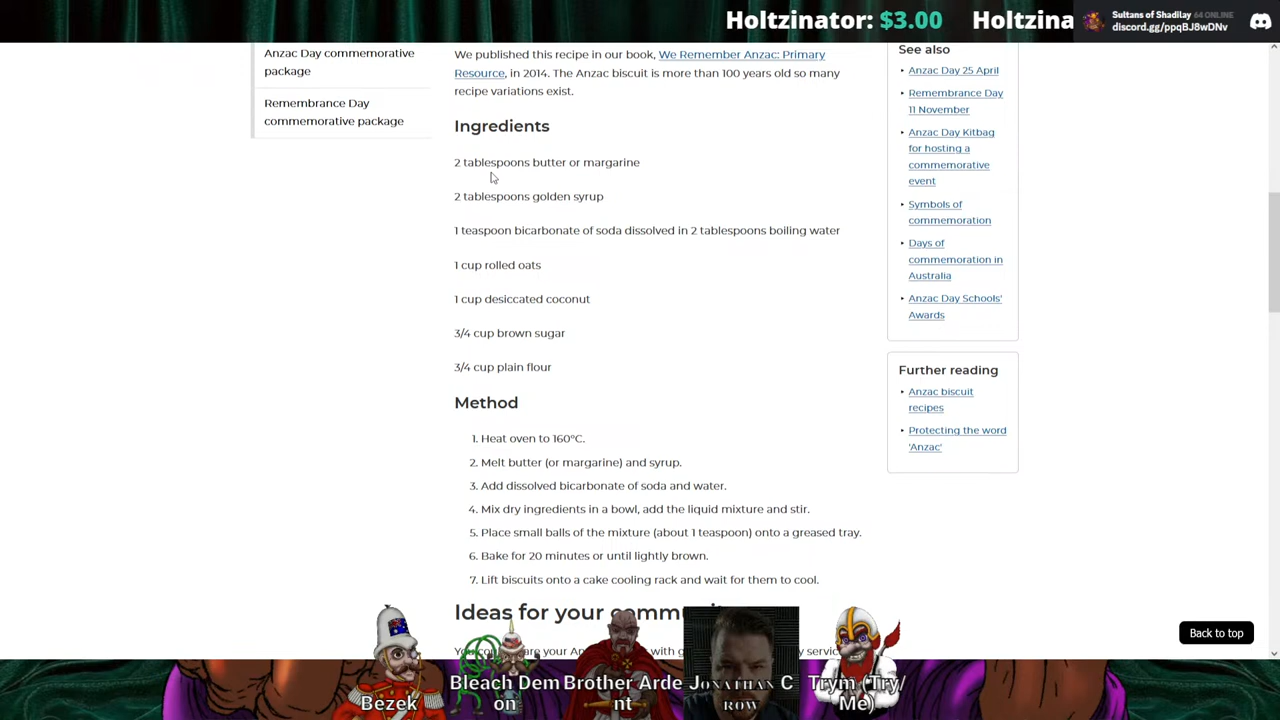 Holtzinator: $3.00 Holtzina
Sultans of Shadilay 64 ONLINE
discord.gg/ppqBJ8wDNv
Anzac Day commemorative
package
Remembrance Day
commemorative package
We published this recipe in our book, We Remember Anzac: Primary
Resource, in 2014. The Anzac biscuit is more than 100 years old so many
recipe variations exist.
Ingredients
2 tablespoons butter or margarine
2 tablespoons golden syrup
1 teaspoon bicarbonate of soda dissolved in 2 tablespoons boiling water
1 cup rolled oats
1 cup desiccated coconut
3/4 cup brown sugar
3/4 cup plain flour
Method
1. Heat oven to 160°C.
2. Melt butter (or margarine) and syrup.
3. Add dissolved bicarbonate of soda and water.
4. Mix dry ingredients in a bowl, add the liquid mixture and stir.
5. Place small balls of the mixture (about 1 teaspoon) onto a greased tray.
6. Bake for 20 minutes or until lightly brown.
7. Lift biscuits onto a cake cooling rack and wait for them to cool.
Ideas for your
See also
Anzac Day 25 April
Remembrance Day
11 November
Anzac Day Kitbag
for hosting a
commemorative
event
Symbols of
commemoration
Days of
commemoration in
Australia
Anzac Day Schools'
Awards
Further reading
Anzac biscuit
recipes
Protecting the word
'Anzac'
Back to top
Bezek
Bleach Dem
on
Brother Arde
nt
Jonathan C
row
Trym (Try/
Me)